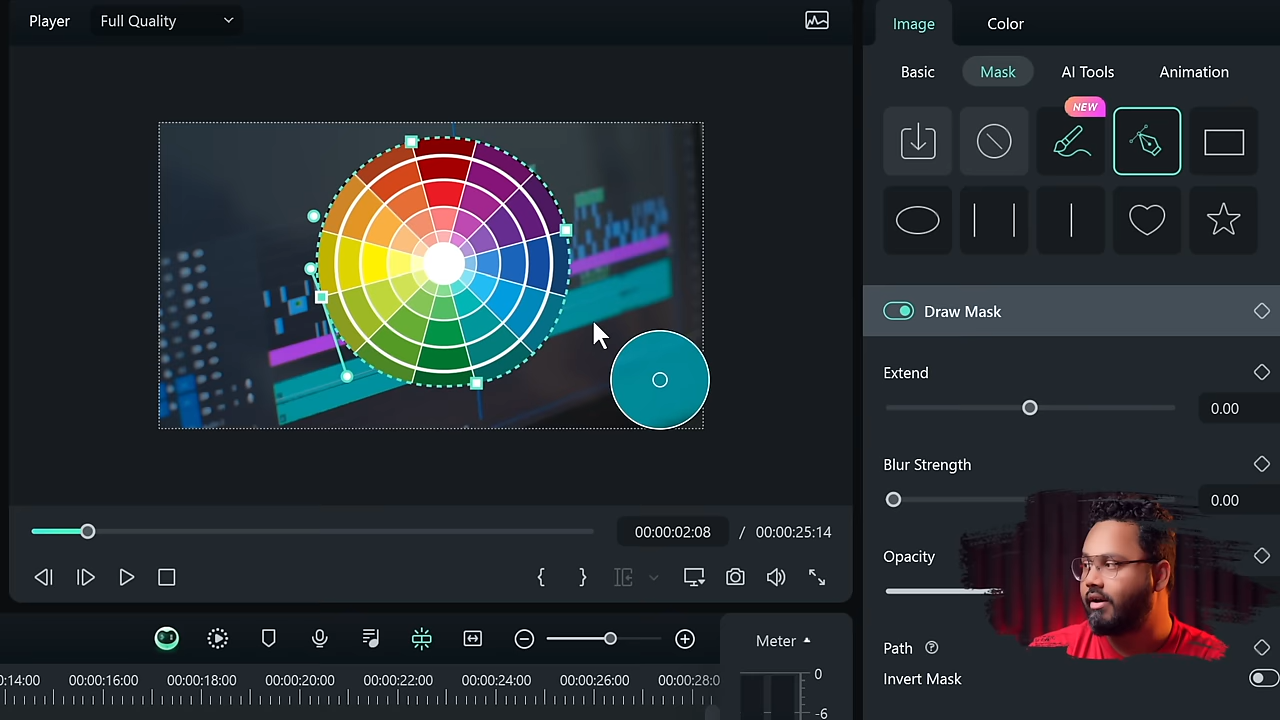 Player
Full Quality
Image
Color
Basic
Mask
AI Tools
Animation
NEW
Draw Mask
Extend
0.00
Blur Strength
0.00
Opacity
Path
Invert Mask
00:00:02:08 / 00:00:25:14
{ }
Meter
0:14:00 00:00:16:00 00:00:18:00 00:00:20:00 00:00:22:00 00:00:24:00 00:00:26:00 00:00:28:0
0
-6